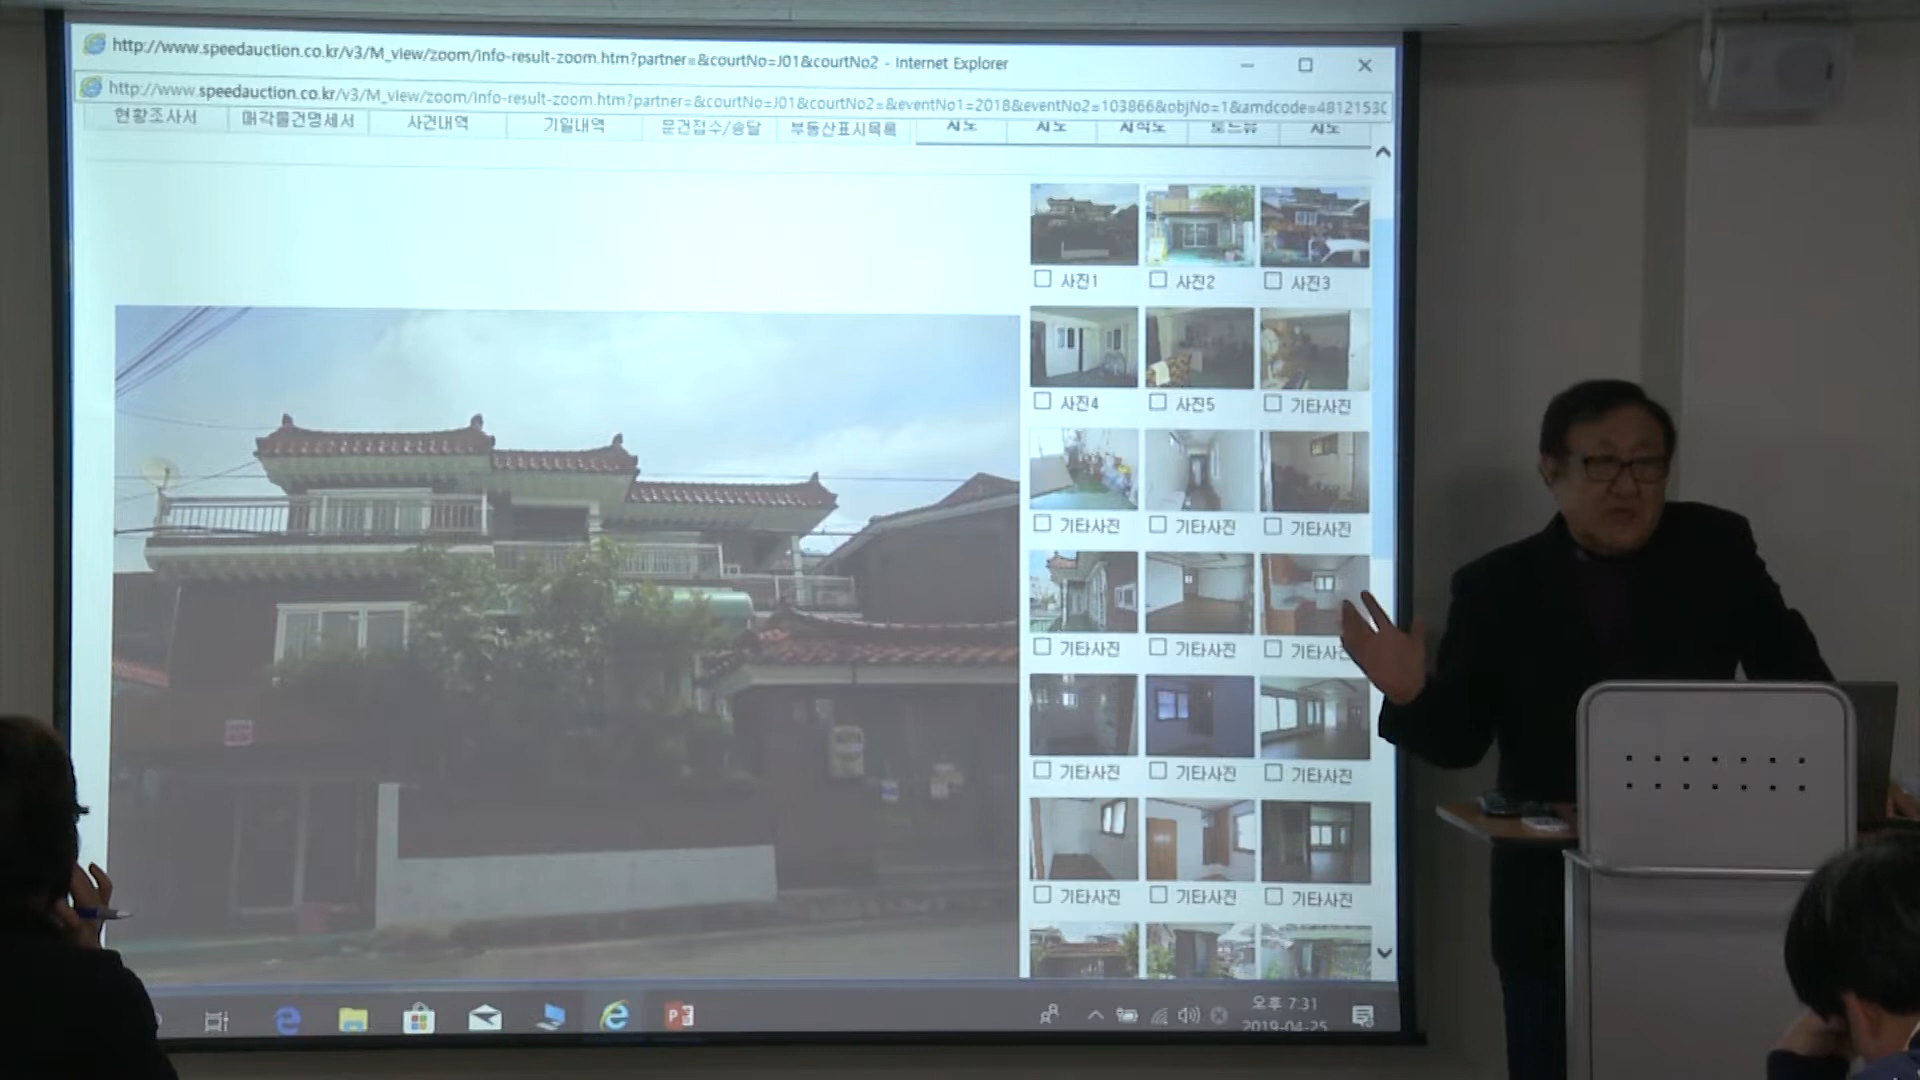 http://www.speedauction.co.kr/v3/M_view/zoom/info-result-zoom.htm?partner=&courtNo=J01&courtNo2 - Internet Explorer
http://www.speedauction.co.kr/v3/M_view/zoom/info-result-zoom.htm?partner=&courtNo=J01&courtNo2=&eventNo1=2018&eventNo2=103866&objNo=1&amdcode=4812153C
현황조사서 매각물건명세서 사건내역 기일내역 문건접수/송달 부동산표시목록
사진1 사진2 사진3
사진4 사진5 기타사진
기타사진 기타사진 기타사진
기타사진 기타사진 기타사진
기타사진 기타사진 기타사진
기타사진 기타사진 기타사진
오후 7:31
2019-04-25